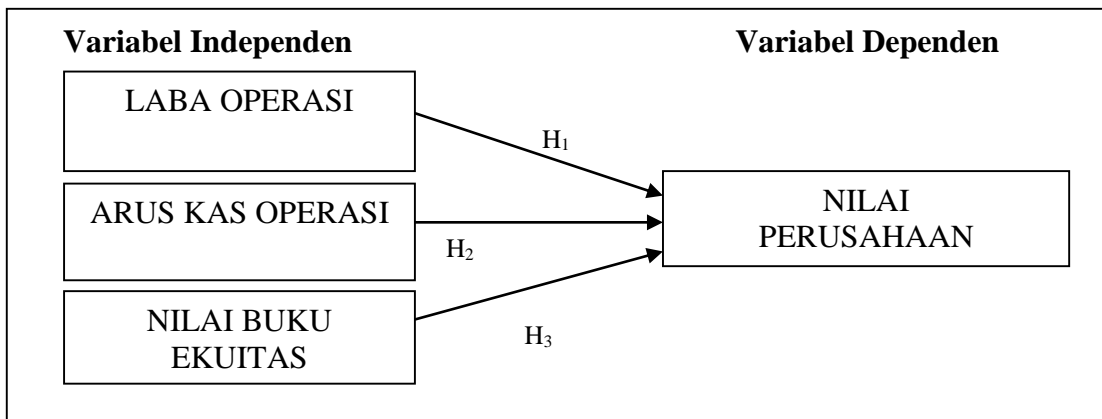 Variabel Independen
Variabel Dependen
LABA OPERASI
H₁
ARUS KAS OPERASI
NILAI
PERUSAHAAN
H₂
NILAI BUKU
EKUITAS
H₃